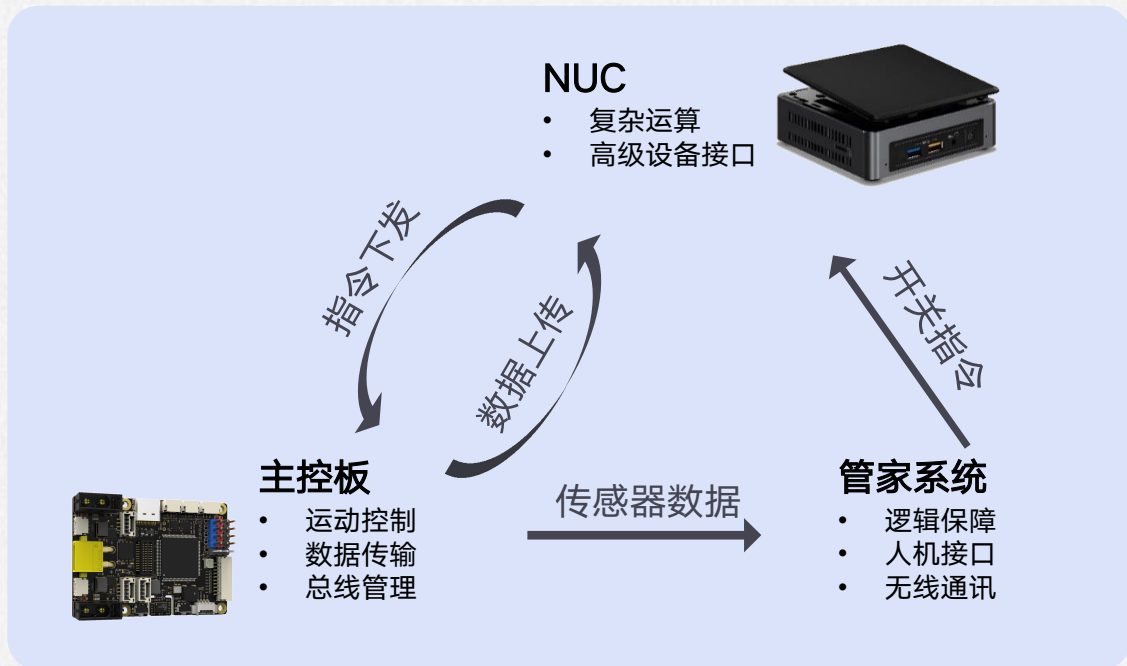 NUC
• 复杂运算
• 高级设备接口
指令下发
数据上传
开关指令
主控板
• 运动控制
• 数据传输
• 总线管理
传感器数据
管家系统
• 逻辑保障
• 人机接口
• 无线通讯